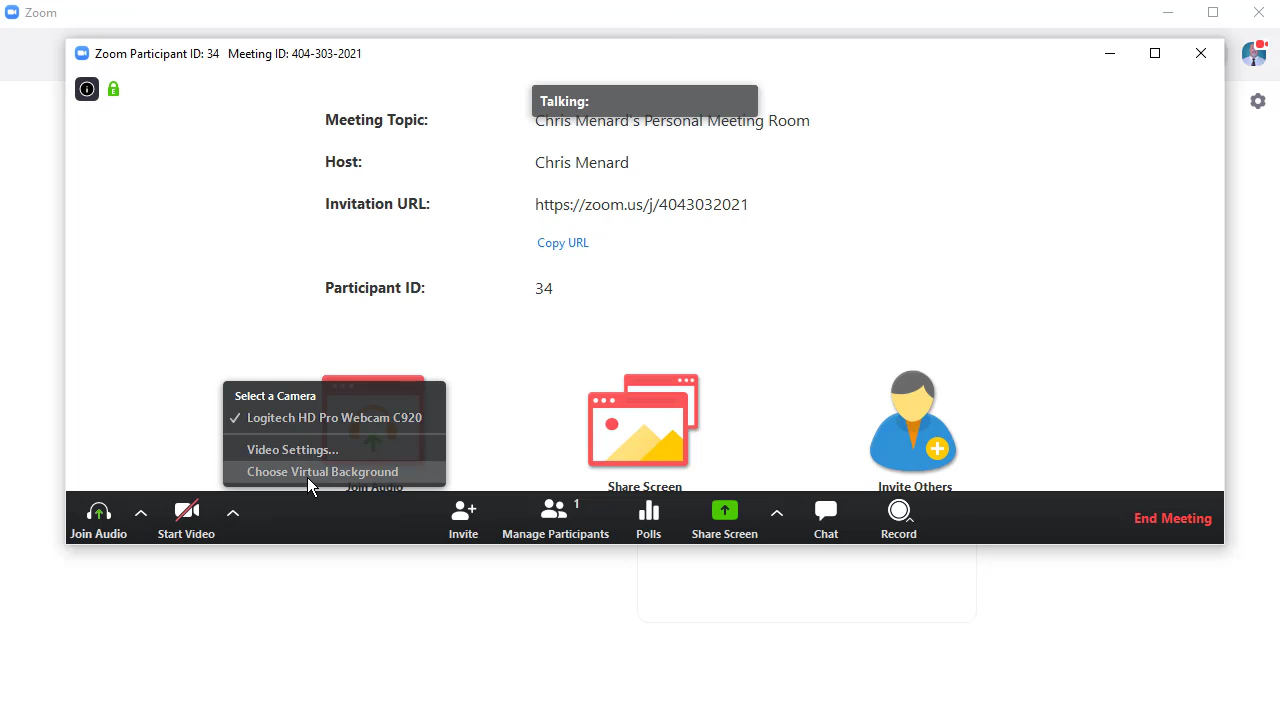 Zoom
Zoom Participant ID: 34 Meeting ID: 404-303-2021
Talking:
Meeting Topic: Chris Menard's Personal Meeting Room
Host: Chris Menard
Invitation URL: https://zoom.us/j/4043032021
Copy URL
Participant ID: 34
Select a Camera
✓ Logitech HD Pro Webcam C920
Video Settings...
Choose Virtual Background
Join Audio Share Screen Invite Others
Join Audio Start Video Invite Manage Participants 1 Polls Share Screen Chat Record End Meeting